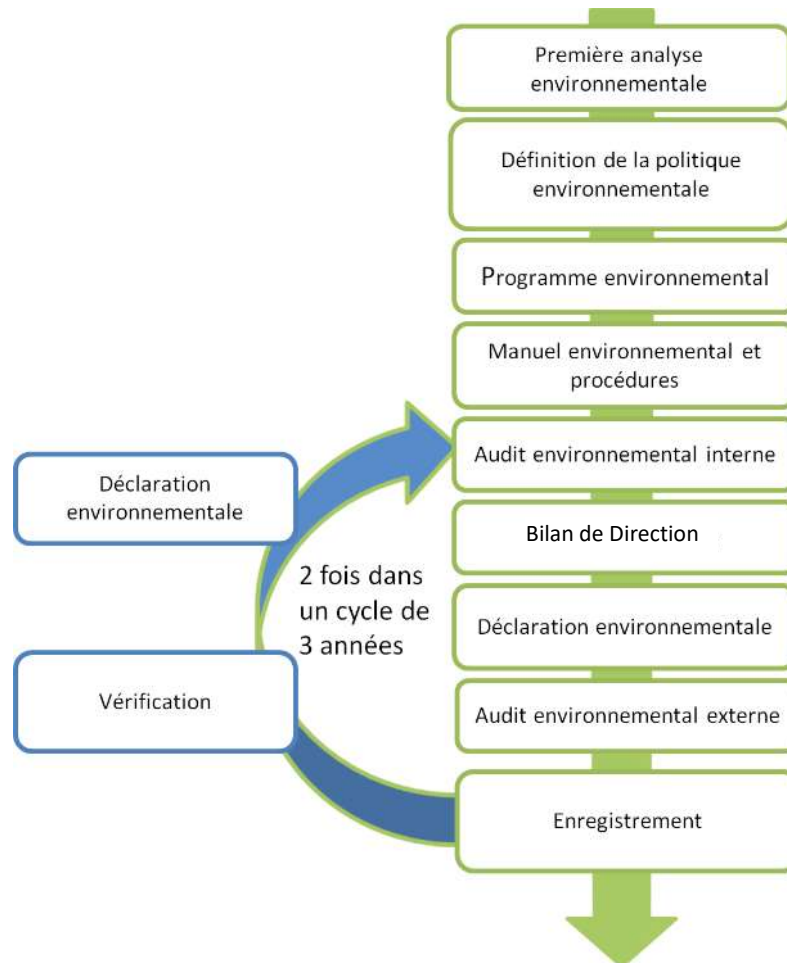 Première analyse
environnementale
Définition de la politique
environnementale
Programme environnemental
Manuel environnemental et
procédures
Audit environnemental interne
Bilan de Direction
Déclaration environnementale
Audit environnemental externe
Enregistrement
Déclaration
environnementale
2 fois dans
un cycle de
3 années
Vérification